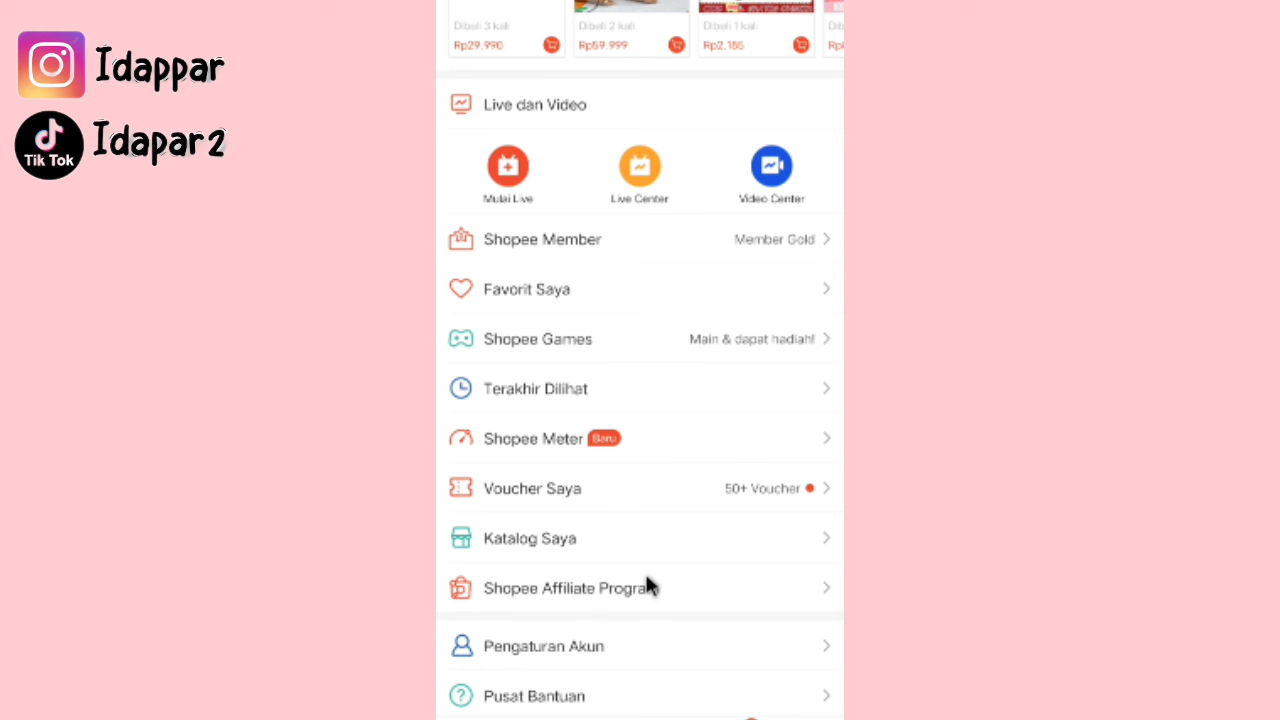 Idappar
Tik Tok
Idapar2
Dibeli 3 kali
Rp29.990
Dibeli 2 kali
Rp59.999
Dibeli 1 kali
Rp2.155
Live dan Video
Mulai Live
Live Center
Video Center
Shopee Member
Member Gold
Favorit Saya
Shopee Games
Main & dapat hadiah!
Terakhir Dilihat
Shopee Meter
Baru
Voucher Saya
50+ Voucher
Katalog Saya
Shopee Affiliate Program
Pengaturan Akun
Pusat Bantuan